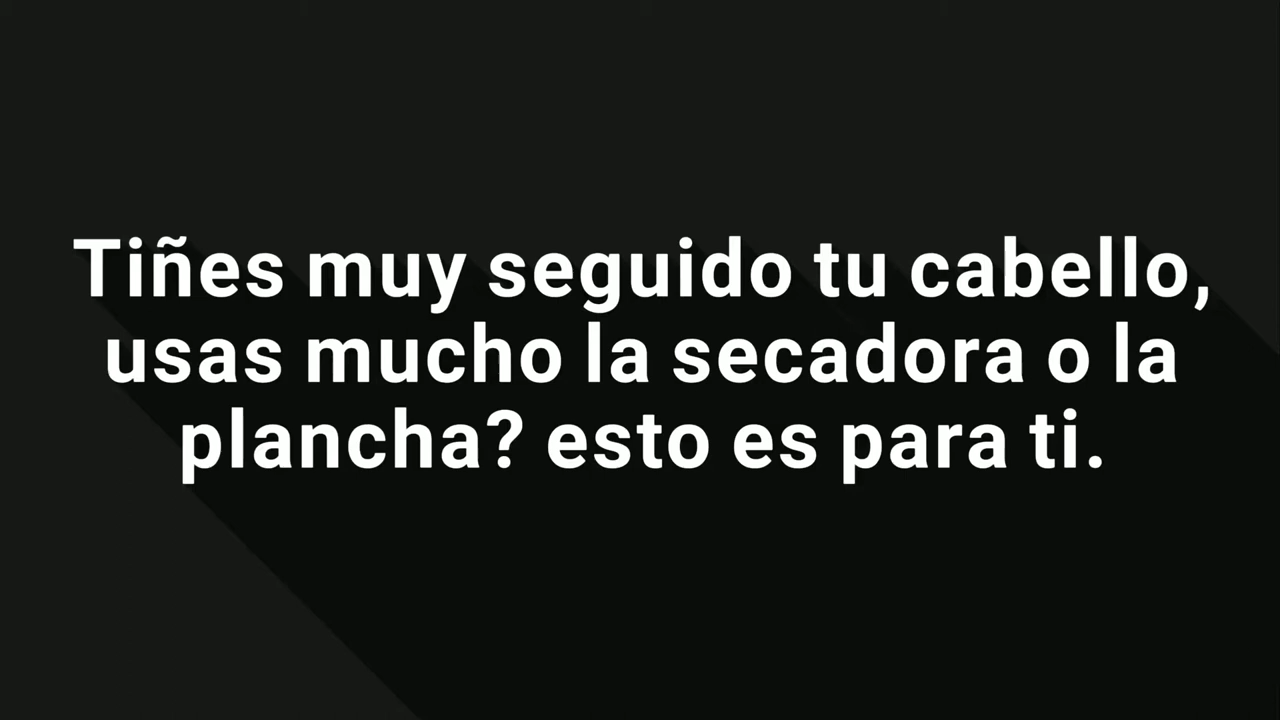 Tiñes muy seguido tu cabello,
usas mucho la secadora o la
plancha? esto es para ti.